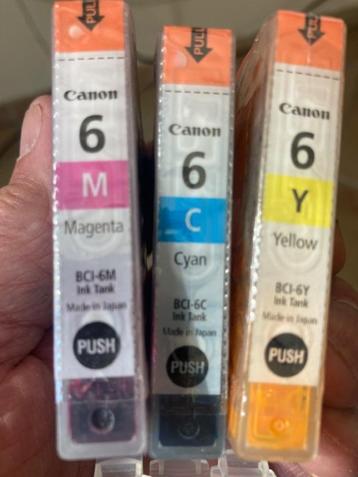 PULL
Canon
6
M
Magenta
BCI-6M
Ink Tank
Made in Japan
PUSH
PULL
Canon
6
C
Cyan
BCI-6C
Ink Tank
Made in Japan
PUSH
PULL
Canon
6
Y
Yellow
BCI-6Y
Ink Tank
Made in Japan
PUSH